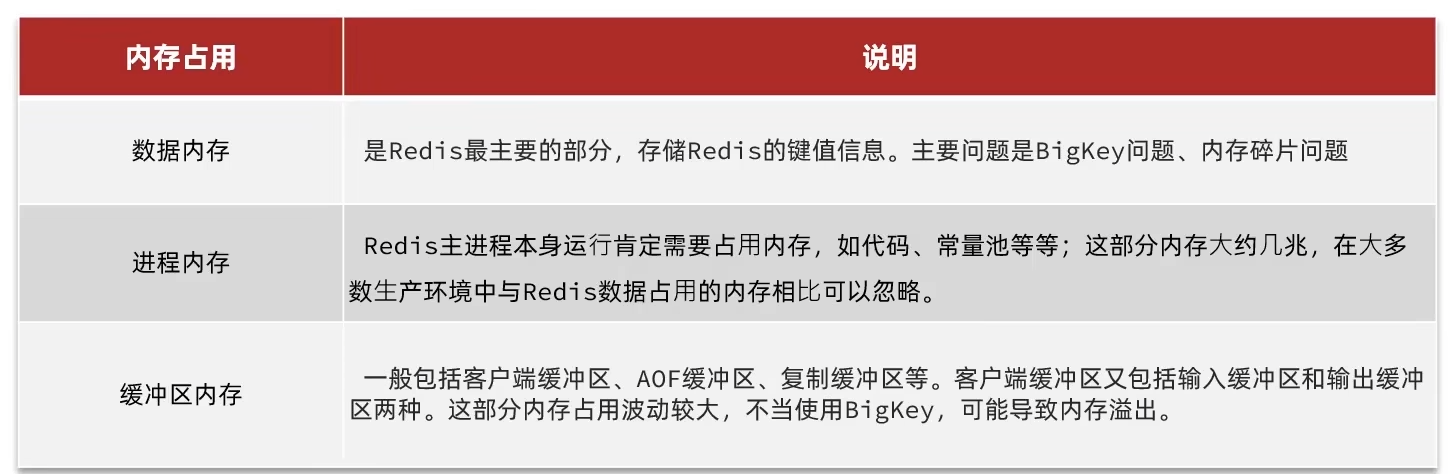 内存占用
说明
数据内存
是Redis最主要的部分，存储Redis的键值信息。主要问题是BigKey问题、内存碎片问题
进程内存
Redis主进程本身运行肯定需要占用内存，如代码、常量池等等；这部分内存大约几兆，在大多
数生产环境中与Redis数据占用的内存相比可以忽略。
缓冲区内存
一般包括客户端缓冲区、AOF缓冲区、复制缓冲区等。客户端缓冲区又包括输入缓冲区和输出缓冲
区两种。这部分内存占用波动较大，不当使用BigKey，可能导致内存溢出。